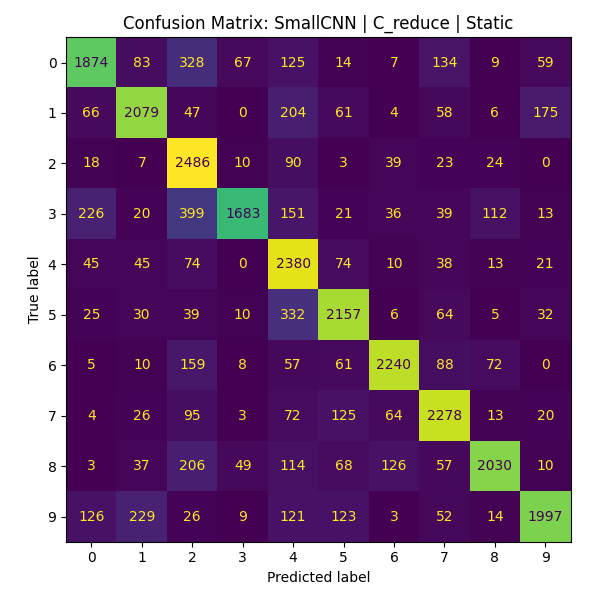 Confusion Matrix: SmallCNN | C_reduce | Static
0 1874 83 328 67 125 14 7 134 9 59
1 66 2079 47 0 204 61 4 58 6 175
2 18 7 2486 10 90 3 39 23 24 0
3 226 20 399 1683 151 21 36 39 112 13
4 45 45 74 0 2380 74 10 38 13 21
5 25 30 39 10 332 2157 6 64 5 32
6 5 10 159 8 57 61 2240 88 72 0
7 4 26 95 3 72 125 64 2278 13 20
8 3 37 206 49 114 68 126 57 2030 10
9 126 229 26 9 121 123 3 52 14 1997
0 1 2 3 4 5 6 7 8 9
Predicted label
True label